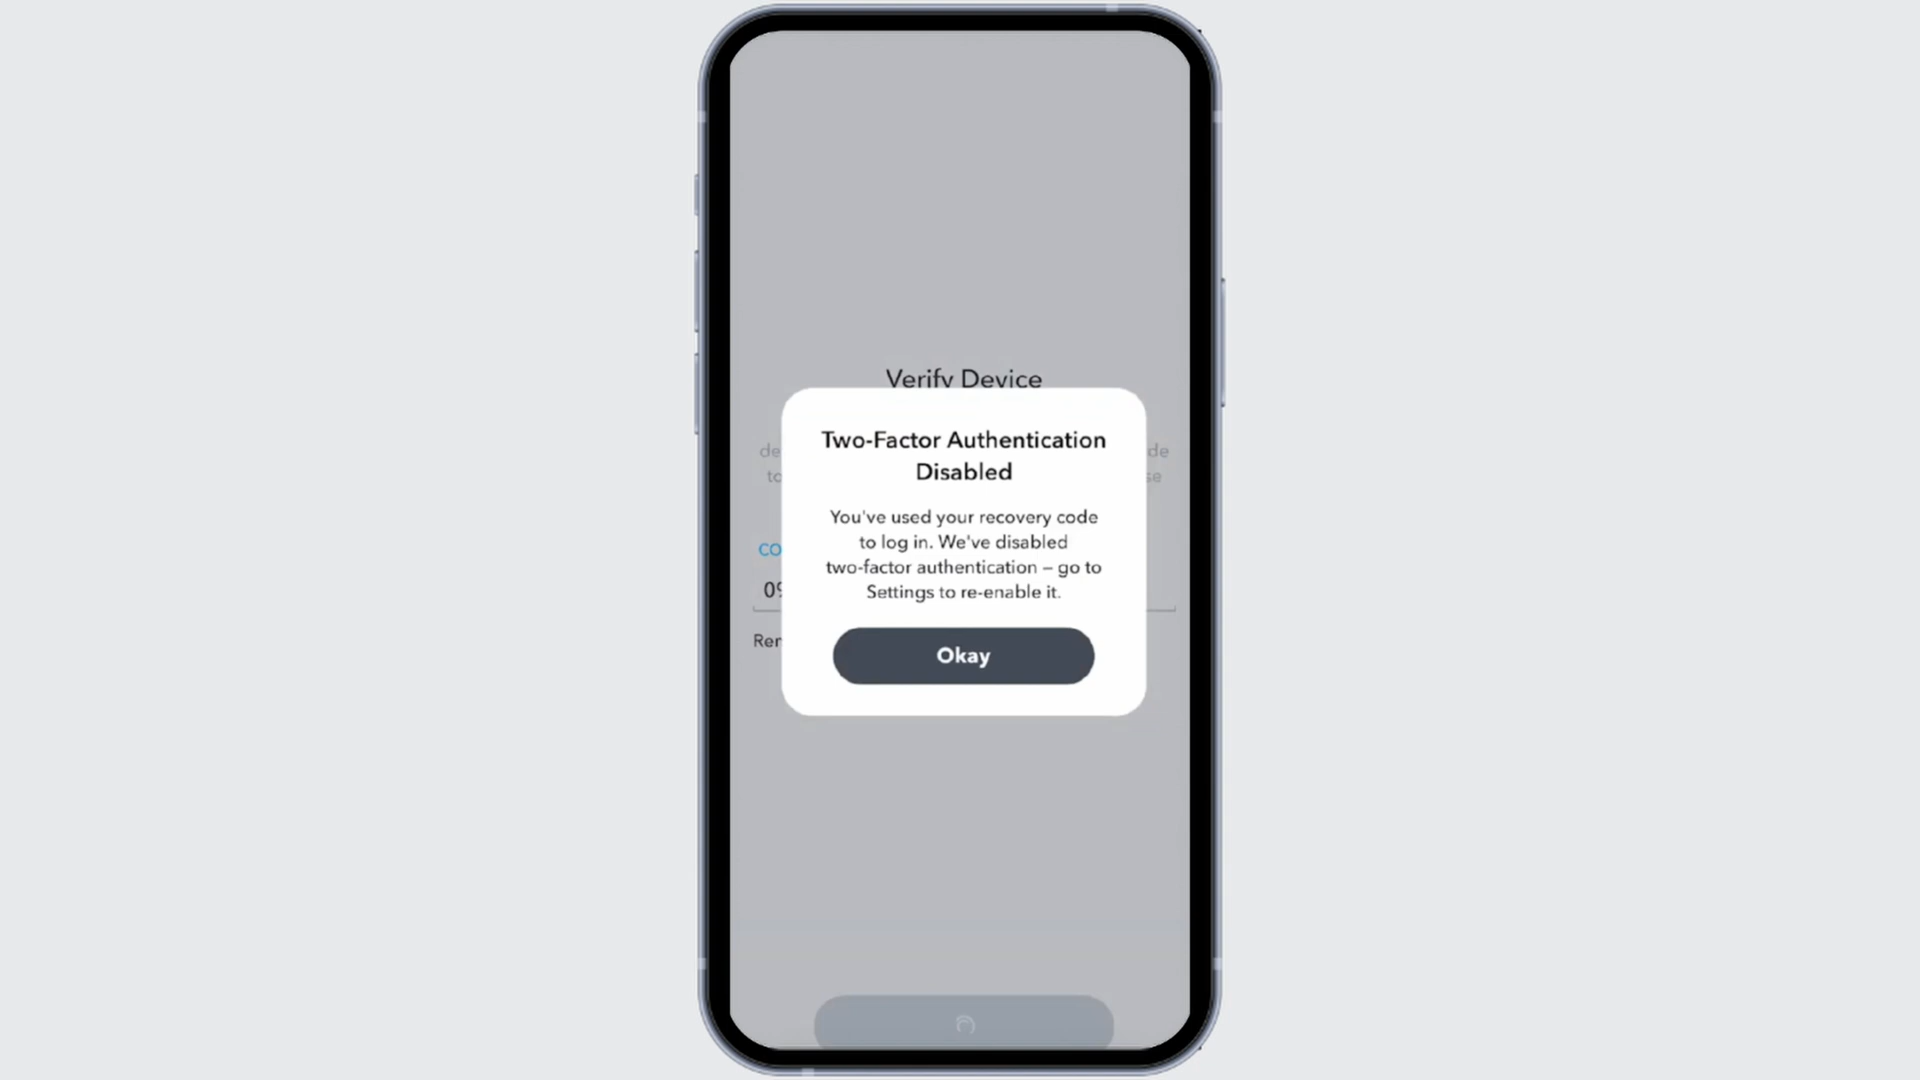 Verify Device
Two-Factor Authentication
Disabled
You've used your recovery code
to log in. We've disabled
two-factor authentication – go to
Settings to re-enable it.
Okay